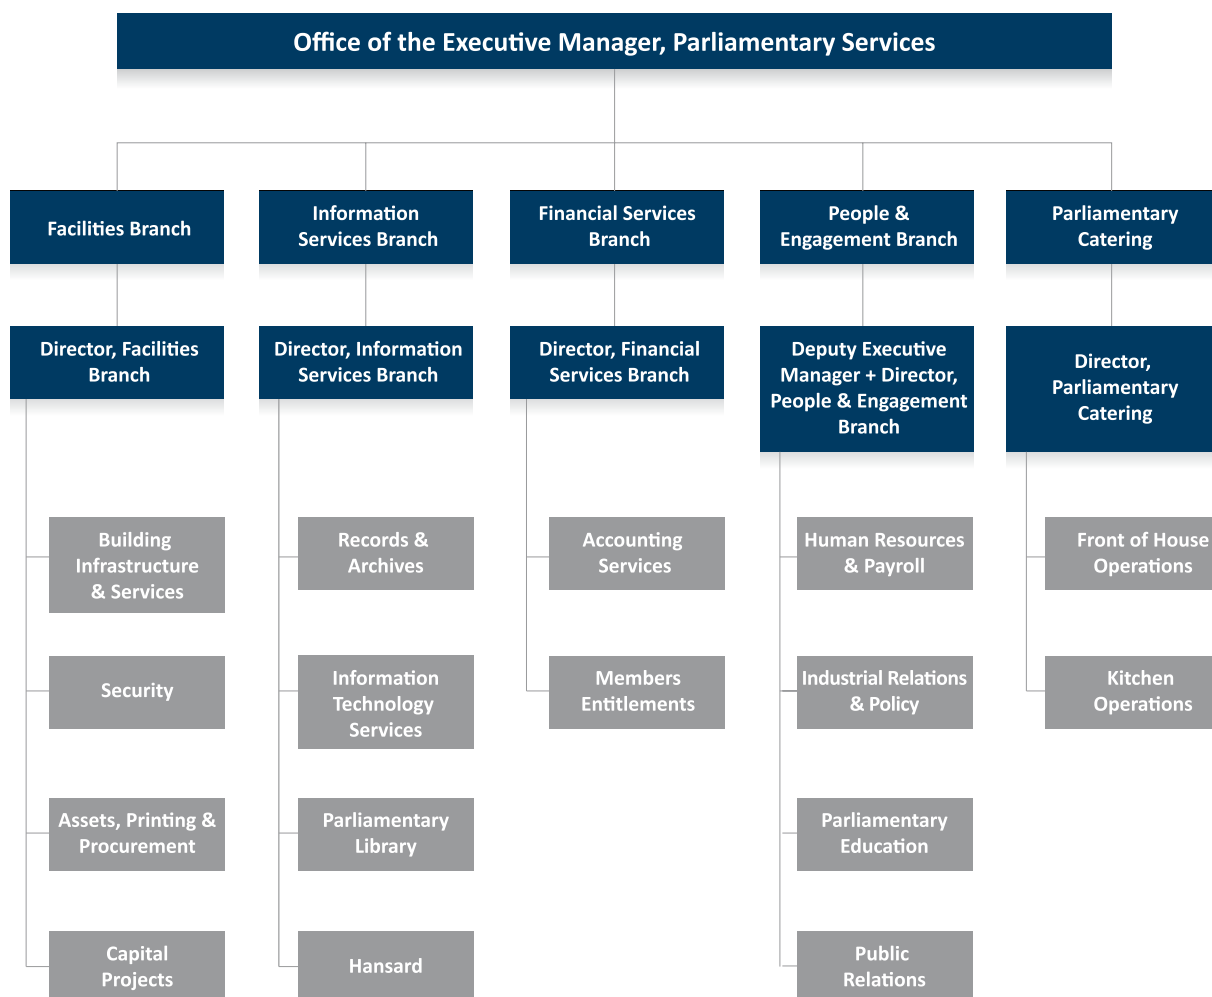 Office of the Executive Manager, Parliamentary Services
Facilities Branch
Information
Services Branch
Financial Services
Branch
People &
Engagement Branch
Parliamentary
Catering
Director, Facilities
Branch
Director, Information
Services Branch
Director, Financial
Services Branch
Deputy Executive
Manager + Director,
People & Engagement
Branch
Director,
Parliamentary
Catering
Building
Infrastructure
& Services
Records &
Archives
Accounting
Services
Human Resources
& Payroll
Front of House
Operations
Security
Information
Technology
Services
Members
Entitlements
Industrial Relations
& Policy
Kitchen
Operations
Assets, Printing &
Procurement
Parliamentary
Library
Parliamentary
Education
Capital
Projects
Hansard
Public
Relations